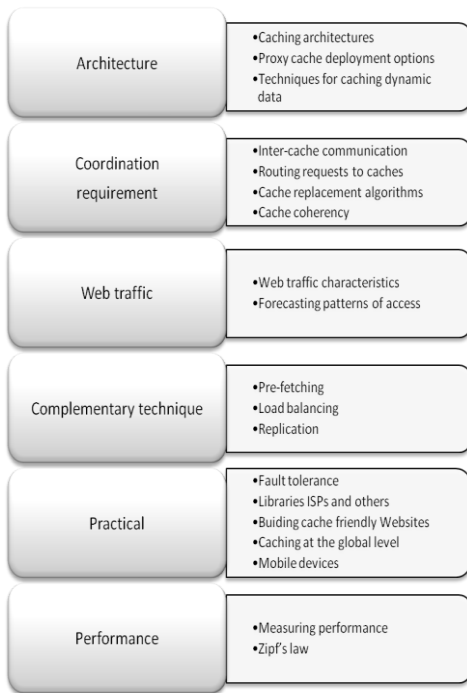 Architecture
•Caching architectures
•Proxy cache deployment options
•Techniques for caching dynamic
data
Coordination
requirement
•Inter-cache communication
•Routing requests to caches
•Cache replacement algorithms
•Cache coherency
Web traffic
•Web traffic characteristics
•Forecasting patterns of access
Complementary technique
•Pre-fetching
•Load balancing
•Replication
Practical
•Fault tolerance
•Libraries ISPs and others
•Buiding cache friendly Websites
•Caching at the global level
•Mobile devices
Performance
•Measuring performance
•Zipf's law